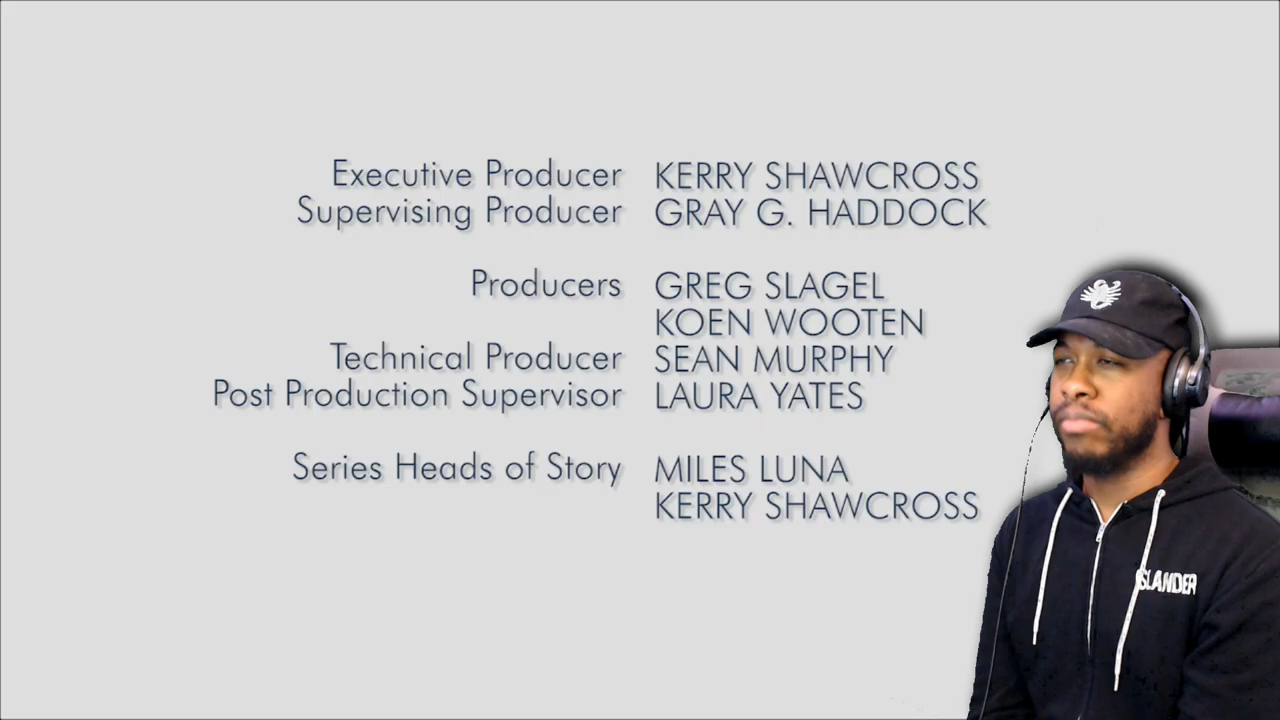 Executive Producer KERRY SHAWCROSS
Supervising Producer GRAY G. HADDOCK
Producers GREG SLAGEL
KOEN WOOTEN
Technical Producer SEAN MURPHY
Post Production Supervisor LAURA YATES
Series Heads of Story MILES LUNA
KERRY SHAWCROSS
ISLANDER